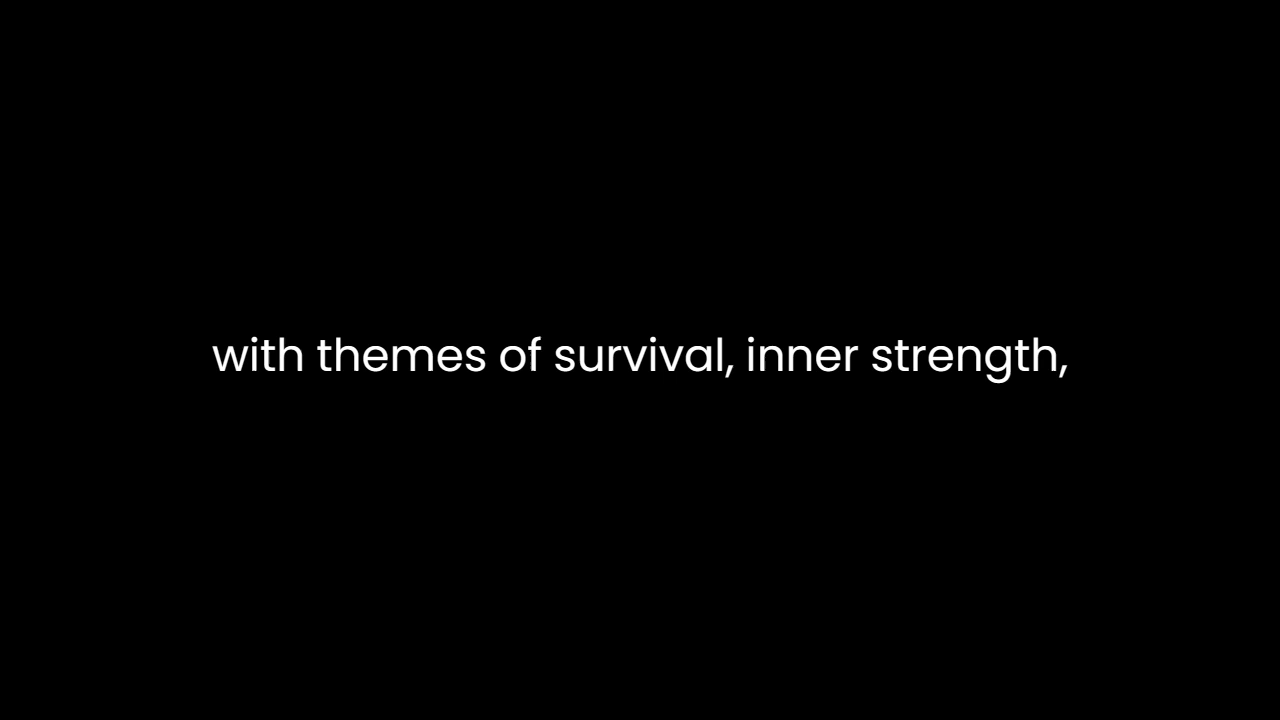 with themes of survival, inner strength,